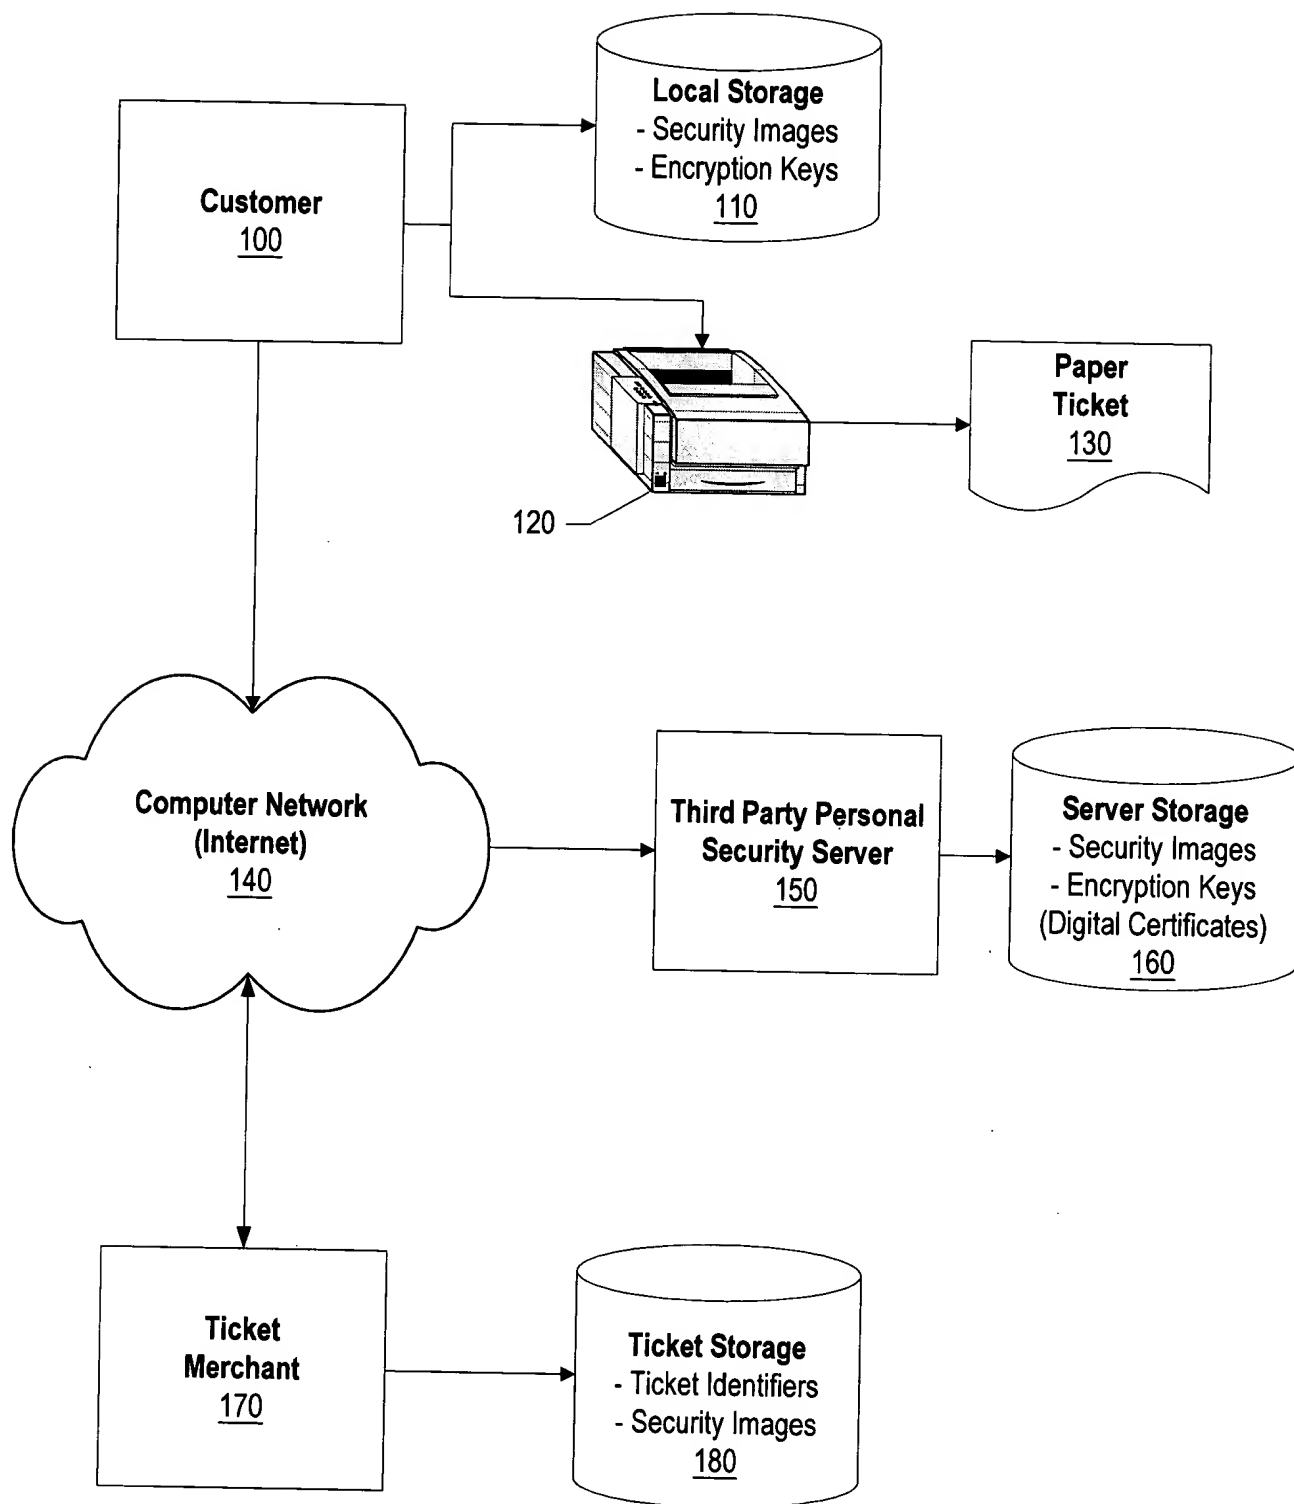 Local Storage
- Security Images
- Encryption Keys
110
Customer
100
Paper
Ticket
130
120
Computer Network
(Internet)
140
Third Party Personal
Security Server
150
Server Storage
- Security Images
- Encryption Keys
(Digital Certificates)
160
Ticket
Merchant
170
Ticket Storage
- Ticket Identifiers
- Security Images
180